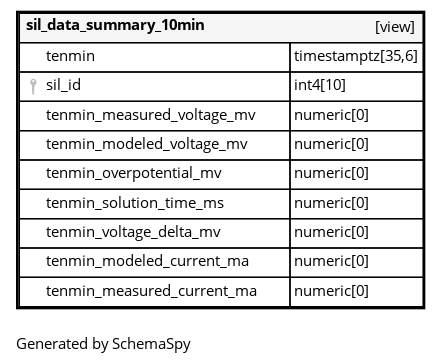 sil_data_summary_10min [view]
tenmin timestamptz[35,6]
sil_id int4[10]
tenmin_measured_voltage_mv numeric[0]
tenmin_modeled_voltage_mv numeric[0]
tenmin_overpotential_mv numeric[0]
tenmin_solution_time_ms numeric[0]
tenmin_voltage_delta_mv numeric[0]
tenmin_modeled_current_ma numeric[0]
tenmin_measured_current_ma numeric[0]
Generated by SchemaSpy